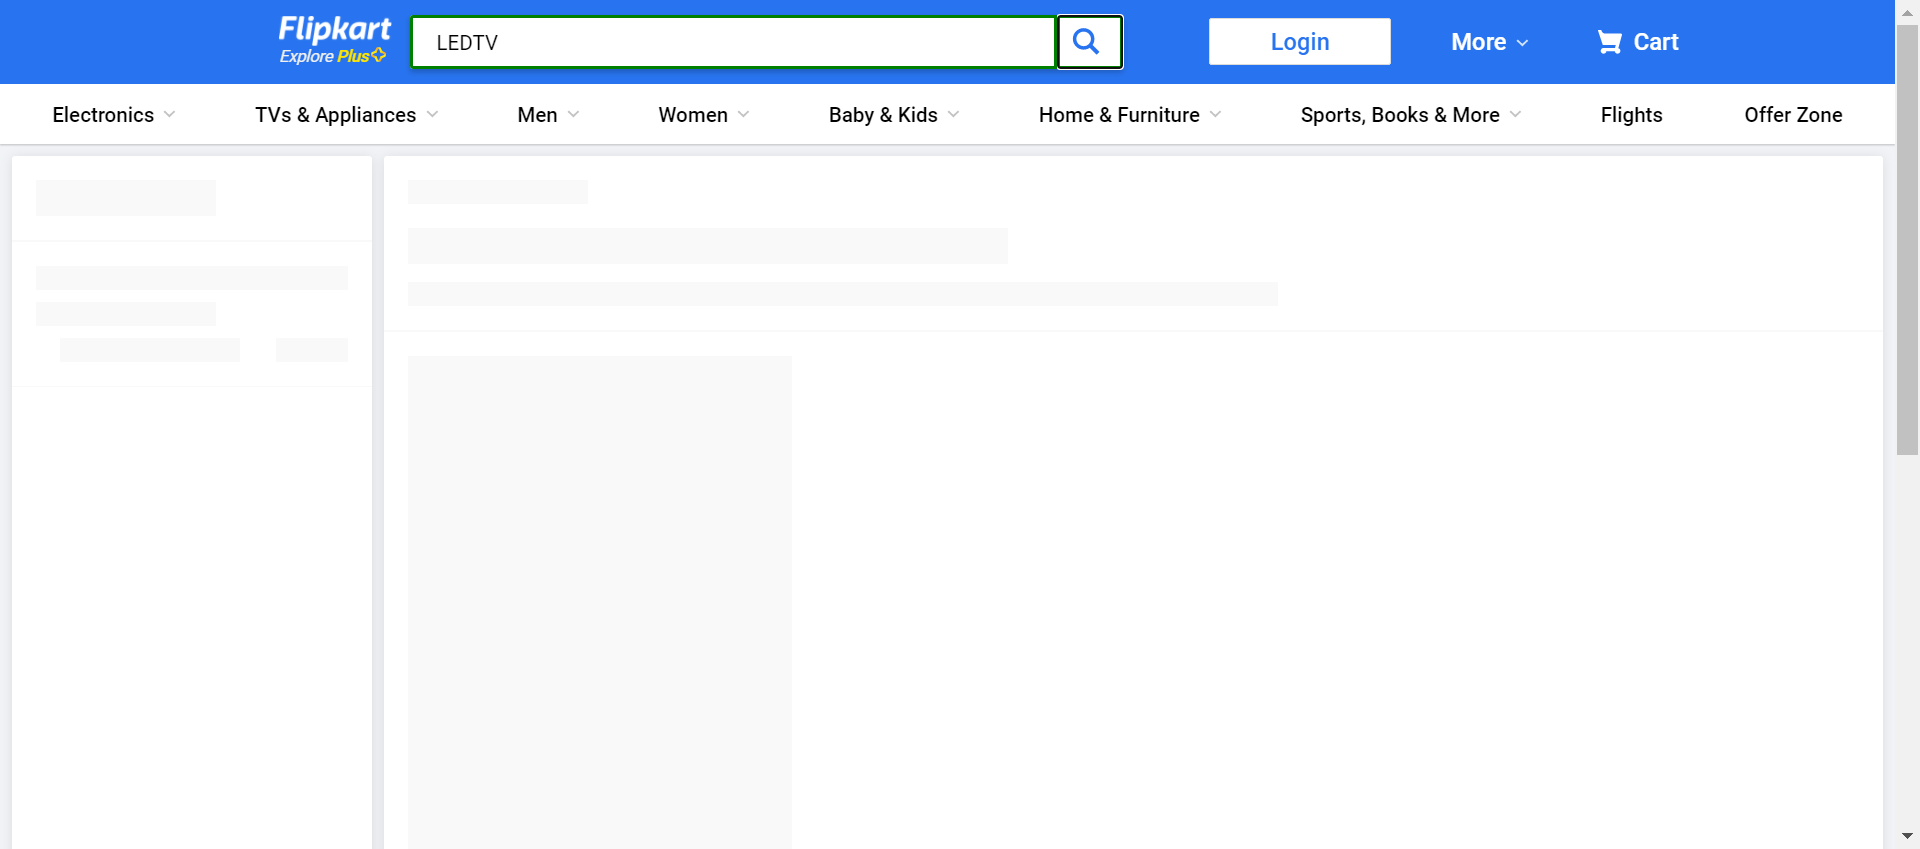 Flipkart
Explore Plus
LEDTV
Login
More
Cart
Electronics
TVs & Appliances
Men
Women
Baby & Kids
Home & Furniture
Sports, Books & More
Flights
Offer Zone